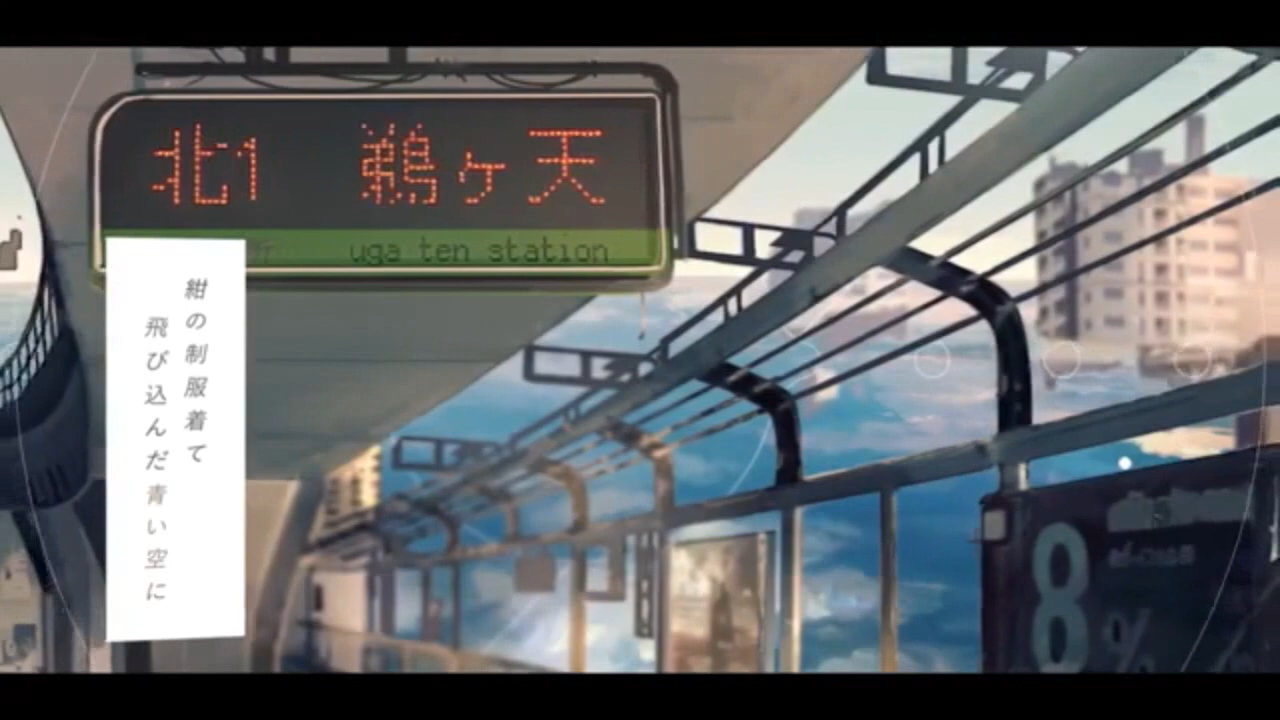 北1 鵜ヶ天
uga ten station
紺の制服着て
飛び込んだ青い空に
8%